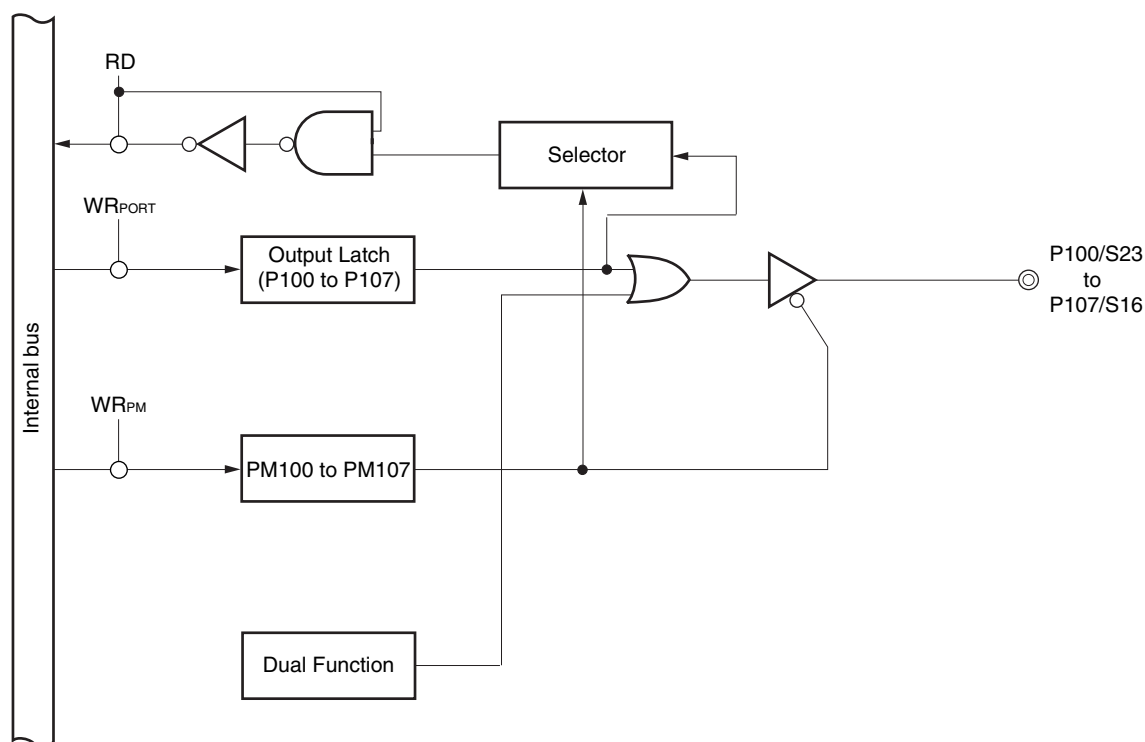 RD
Selector
WRPORT
Output Latch
(P100 to P107)
P100/S23
to
P107/S16
Internal bus
WRPM
PM100 to PM107
Dual Function